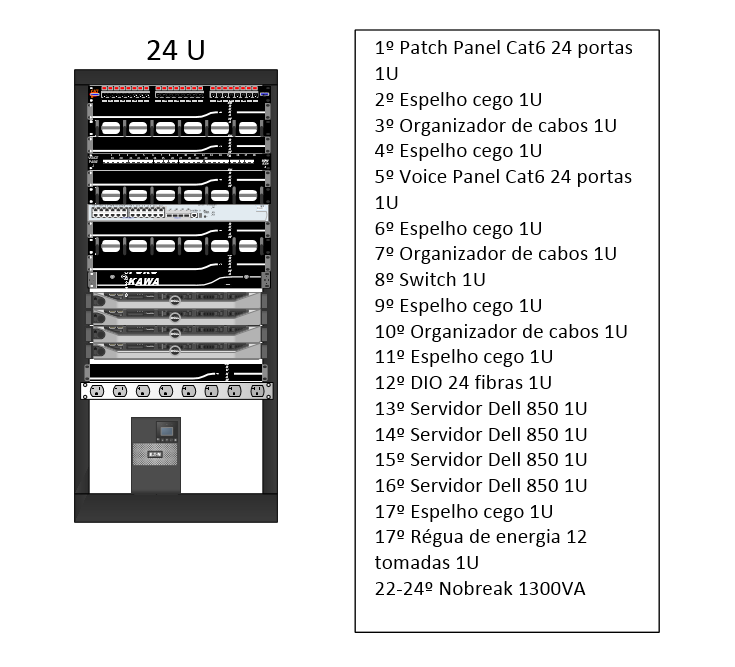 24 U
1º Patch Panel Cat6 24 portas
1U
2º Espelho cego 1U
3º Organizador de cabos 1U
4º Espelho cego 1U
5º Voice Panel Cat6 24 portas
1U
6º Espelho cego 1U
7º Organizador de cabos 1U
8º Switch 1U
9º Espelho cego 1U
10º Organizador de cabos 1U
11º Espelho cego 1U
12º DIO 24 fibras 1U
13º Servidor Dell 850 1U
14º Servidor Dell 850 1U
15º Servidor Dell 850 1U
16º Servidor Dell 850 1U
17º Espelho cego 1U
17º Régua de energia 12
tomadas 1U
22-24º Nobreak 1300VA
KAWA